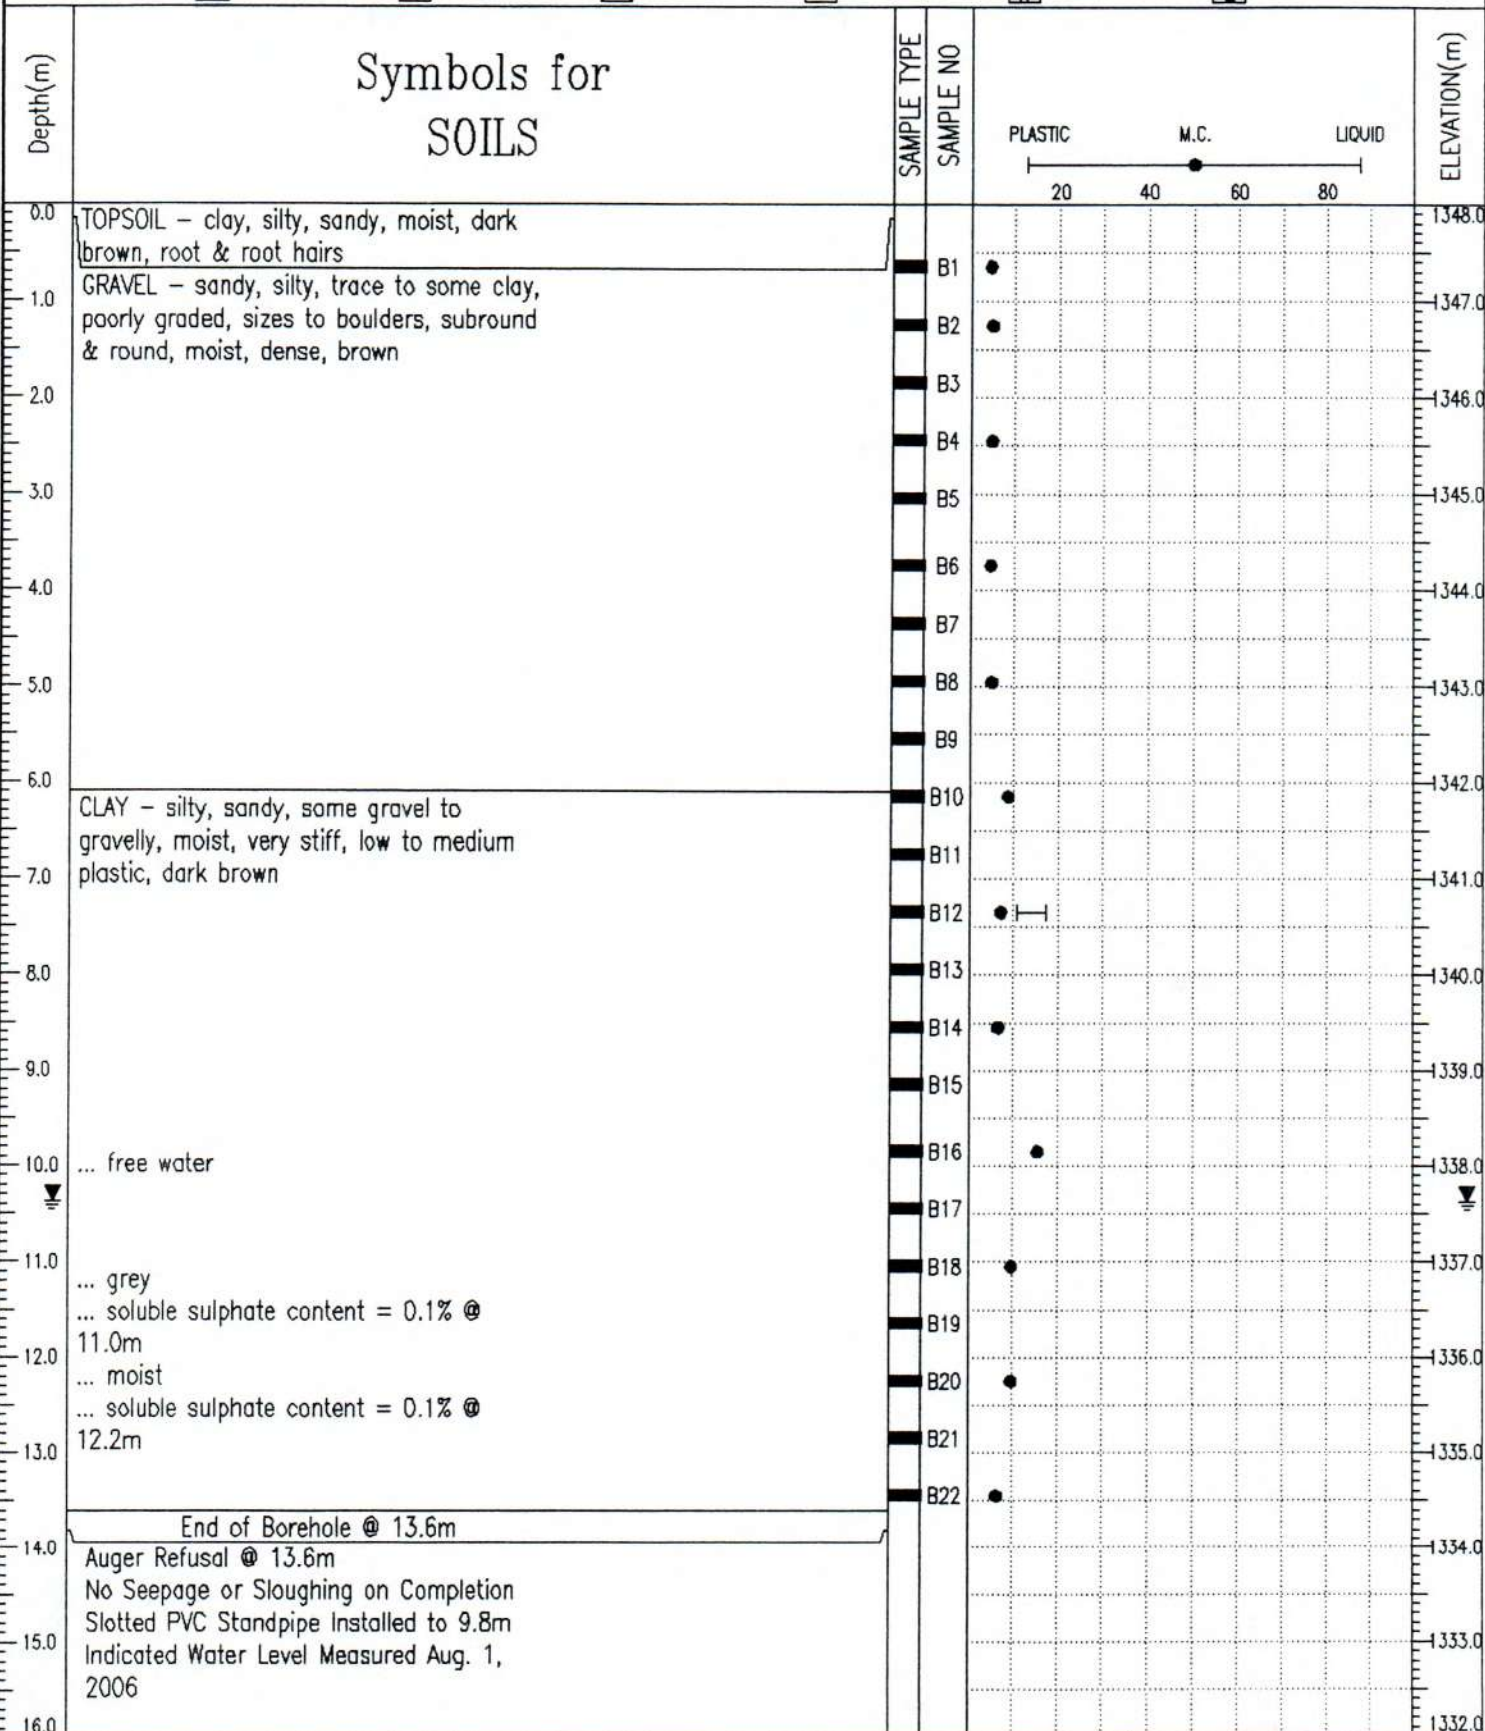 Depth(m)
Symbols for
SOILS
SAMPLE TYPE
SAMPLE NO
PLASTIC M.C. LIQUID
20 40 60 80
ELEVATION(m)
0.0 TOPSOIL – clay, silty, sandy, moist, dark 1348.0
brown, root & root hairs
B1
GRAVEL – sandy, silty, trace to some clay,
1.0 1347.0
poorly graded, sizes to boulders, subround B2
& round, moist, dense, brown
B3
2.0 1346.0
B4
3.0 B5 1345.0
B6
4.0 1344.0
B7
5.0 B8 1343.0
B9
6.0 1342.0
CLAY – silty, sandy, some gravel to B10
gravelly, moist, very stiff, low to medium B11
7.0 plastic, dark brown 1341.0
B12
8.0 B13 1340.0
B14
9.0 B15 1339.0
B16
10.0 ... free water 1338.0
B17
11.0 B18 1337.0
... grey
... soluble sulphate content = 0.1% @ B19
11.0m
12.0 1336.0
... moist B20
... soluble sulphate content = 0.1% @
12.2m B21
13.0 1335.0
B22
End of Borehole @ 13.6m
14.0 1334.0
Auger Refusal @ 13.6m
No Seepage or Sloughing on Completion
Slotted PVC Standpipe Installed to 9.8m
15.0 1333.0
Indicated Water Level Measured Aug. 1,
2006
16.0 1332.0